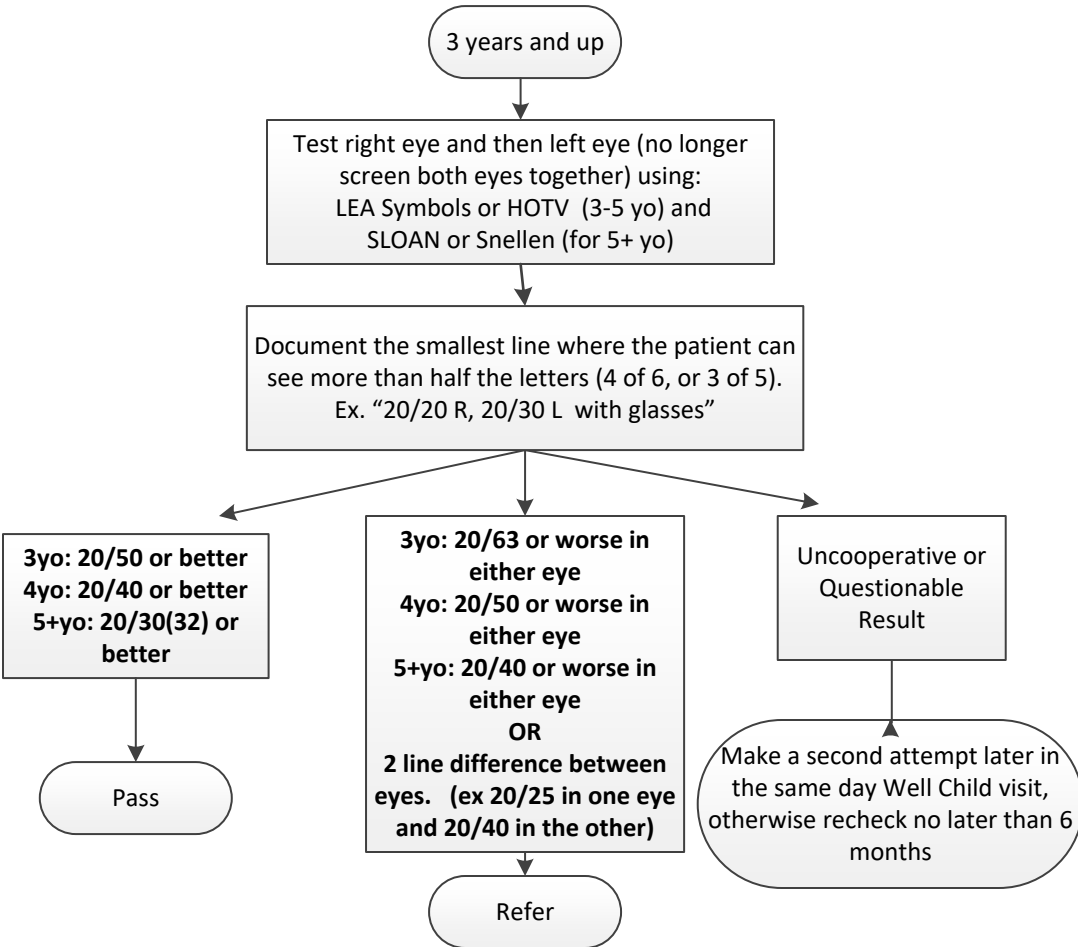 3 years and up
Test right eye and then left eye (no longer
screen both eyes together) using:
LEA Symbols or HOTV (3-5 yo) and
SLOAN or Snellen (for 5+ yo)
Document the smallest line where the patient can
see more than half the letters (4 of 6, or 3 of 5).
Ex. “20/20 R, 20/30 L with glasses”
3yo: 20/50 or better
4yo: 20/40 or better
5+yo: 20/30(32) or
better
Pass
3yo: 20/63 or worse in
either eye
4yo: 20/50 or worse in
either eye
5+yo: 20/40 or worse in
either eye
OR
2 line difference between
eyes. (ex 20/25 in one eye
and 20/40 in the other)
Refer
Uncooperative or
Questionable
Result
Make a second attempt later in
the same day Well Child visit,
otherwise recheck no later than 6
months